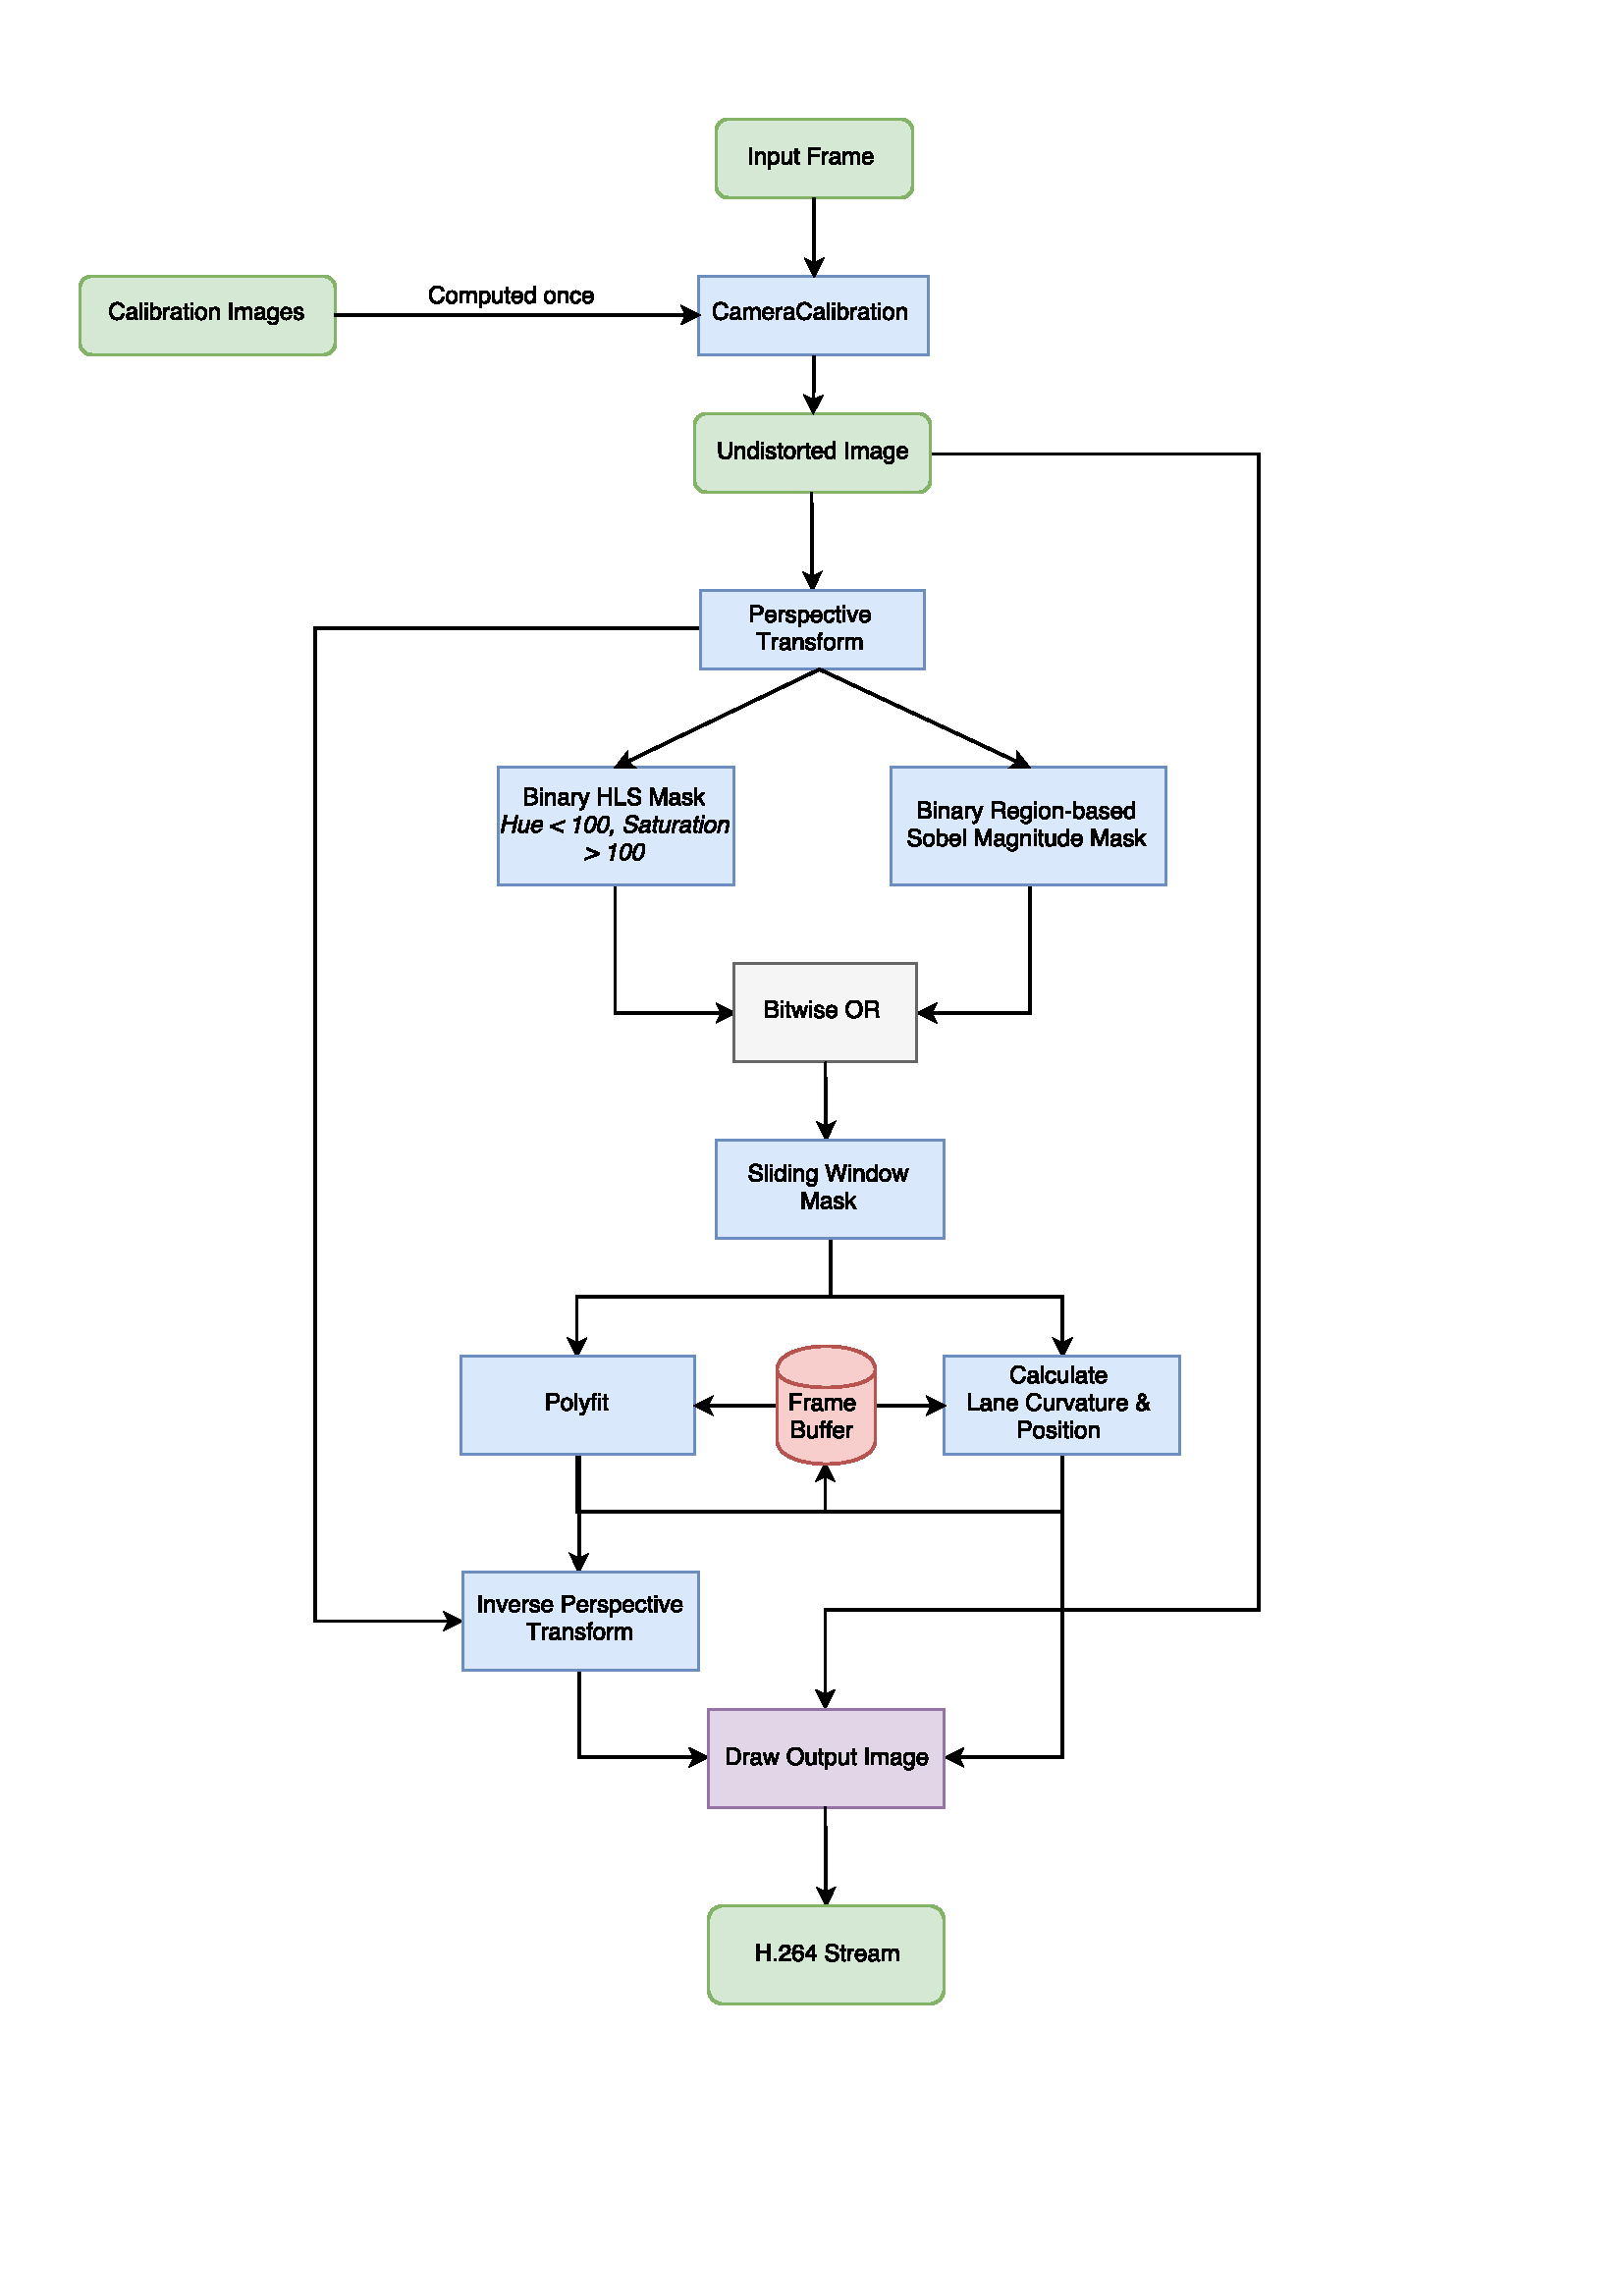 Input Frame
Calibration Images
Computed once
CameraCalibration
Undistorted Image
Perspective
Transform
Binary HLS Mask
Hue < 100, Saturation
> 100
Binary Region-based
Sobel Magnitude Mask
Bitwise OR
Sliding Window
Mask
Polyfit
Frame
Buffer
Calculate
Lane Curvature &
Position
Inverse Perspective
Transform
Draw Output Image
H.264 Stream